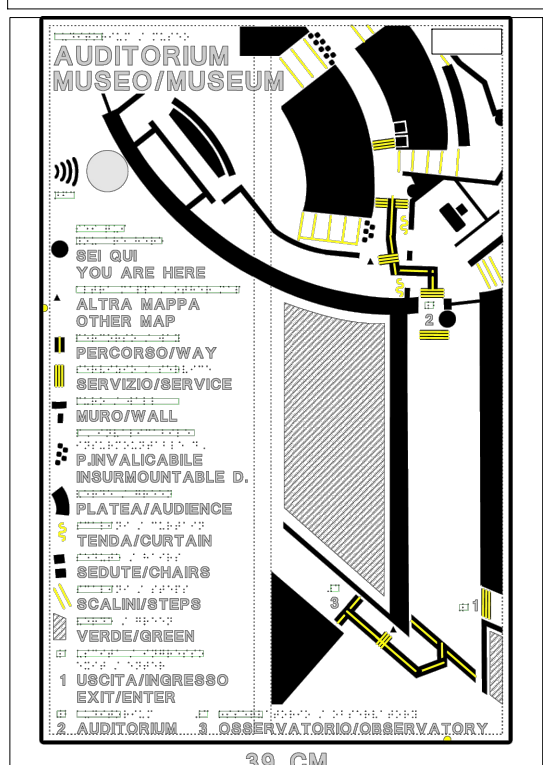 AUDITORIUM
MUSEO/MUSEUM
SEI QUI
YOU ARE HERE
ALTRA MAPPA
OTHER MAP
PERCORSO/WAY
SERVIZIO/SERVICE
MURO/WALL
P.INVALICABILE
INSURMOUNTABLE D.
PLATEA/AUDIENCE
TENDA/CURTAIN
SEDUTE/CHAIRS
SCALINI/STEPS
VERDE/GREEN
1 USCITA/INGRESSO
EXIT/ENTER
2 AUDITORIUM 3 OSSERVATORIO/OBSERVATORY
2
3
1
39 CM